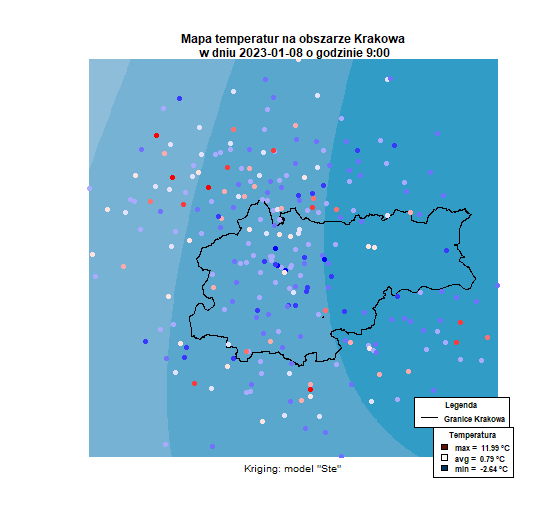 Mapa temperatur na obszarze Krakowa
w dniu 2023-01-08 o godzinie 9:00
Legenda
Granice Krakowa
Temperatura
max = 11.99 °C
avg = 0.79 °C
min = -2.64 °C
Kriging: model "Ste"